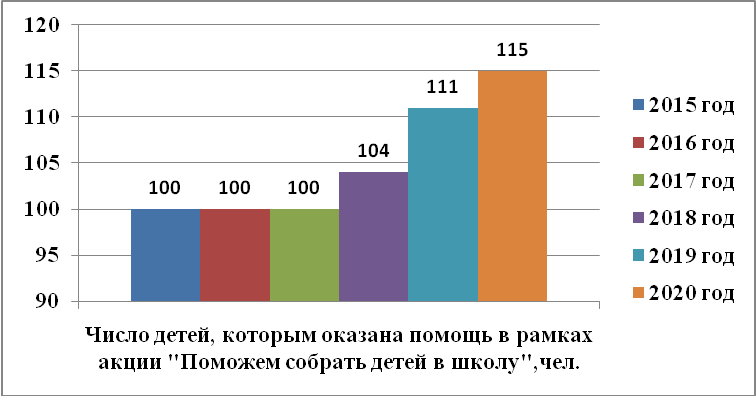 120
115
110
105
100
95
90
100
100
100
104
111
115
2015 год
2016 год
2017 год
2018 год
2019 год
2020 год
Число детей, которым оказана помощь в рамках
акции "Поможем собрать детей в школу",чел.